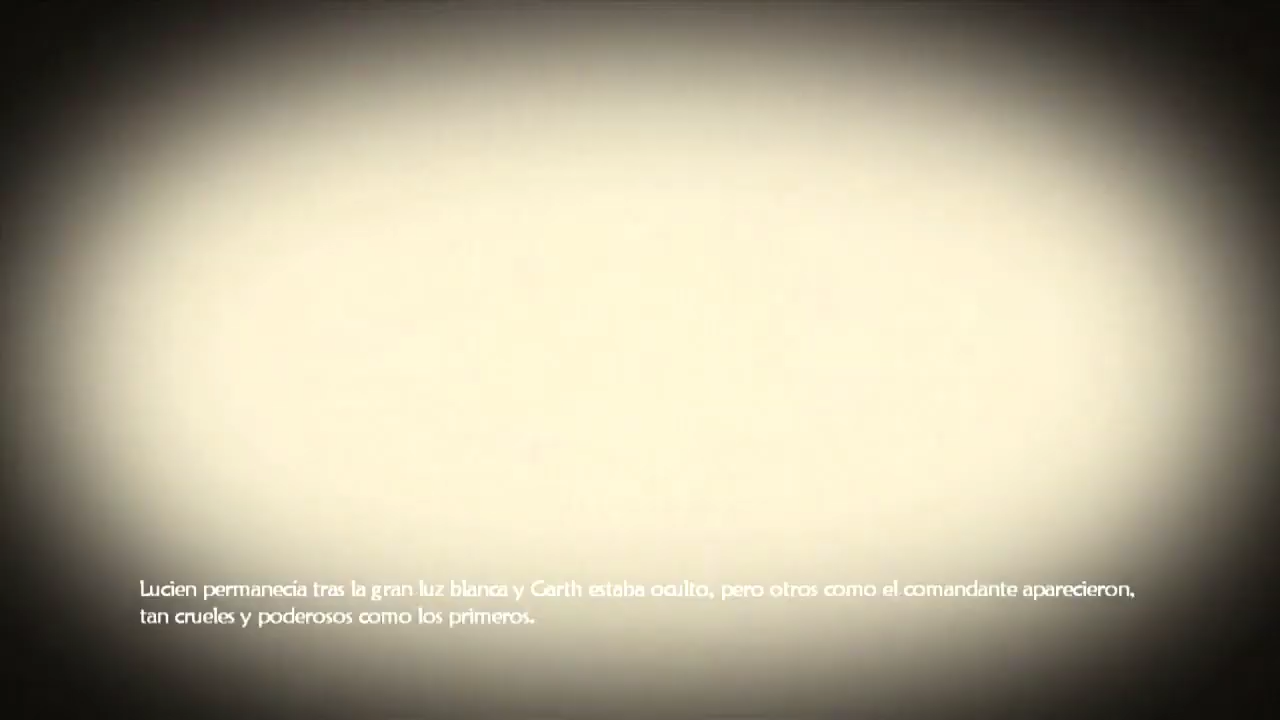 Lucien permanecía tras la gran luz blanca y Garth estaba oculto, pero otros como el comandante aparecieron,
tan crueles y poderosos como los primeros.